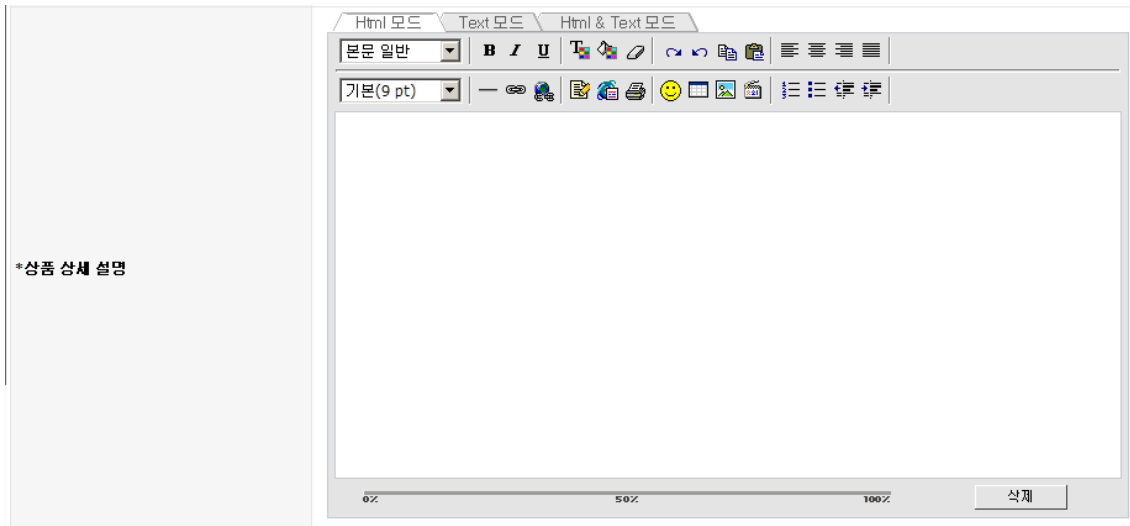 Html 모드 Text 모드 Html & Text 모드
본문 일반 B I U T
기본(9 pt)
*상품 상세 설명
0% 50% 100% 삭제